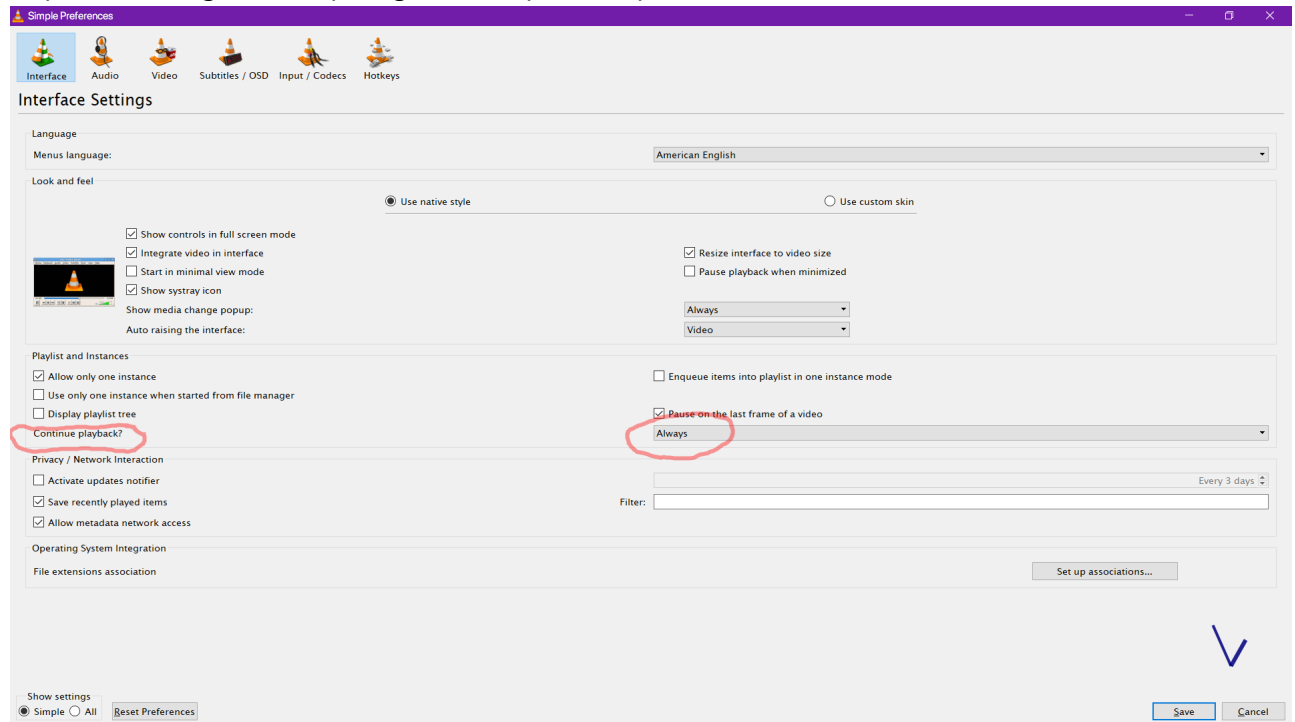 Simple Preferences
Interface Audio Video Subtitles / OSD Input / Codecs Hotkeys
Interface Settings
Language
Menus language: American English
Look and feel
Use native style Use custom skin
Show controls in full screen mode
Integrate video in interface Resize interface to video size
Start in minimal view mode Pause playback when minimized
Show systray icon
Show media change popup: Always
Auto raising the interface: Video
Playlist and Instances
Allow only one instance Enqueue items into playlist in one instance mode
Use only one instance when started from file manager
Display playlist tree Pause on the last frame of a video
Continue playback? Always
Privacy / Network Interaction
Activate updates notifier Every 3 days
Save recently played items Filter:
Allow metadata network access
Operating System Integration
File extensions association Set up associations...
Show settings
Simple All Reset Preferences Save Cancel